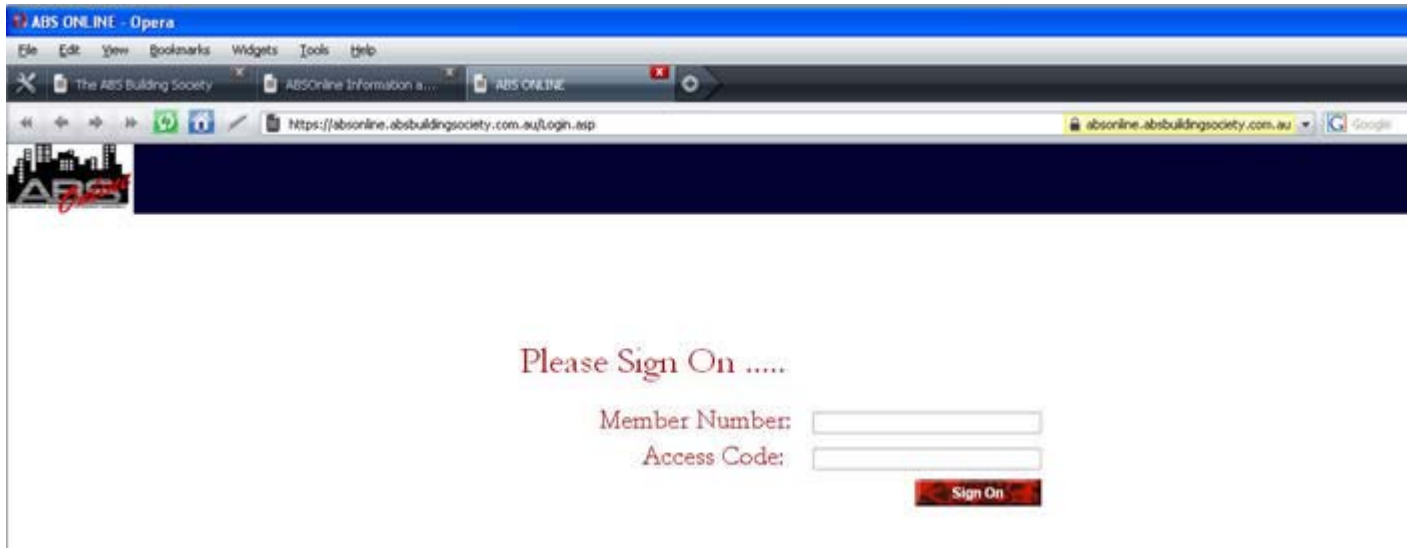 ABS ONLINE - Opera
File Edit View Bookmarks Widgets Tools Help
The ABS Building Society ABSOnline Information a... ABS ONLINE
https://absonline.absbuildingsociety.com.au/Login.asp absonline.absbuildingsociety.com.au Google
ABS
Online
Please Sign On .....
Member Number:
Access Code:
Sign On